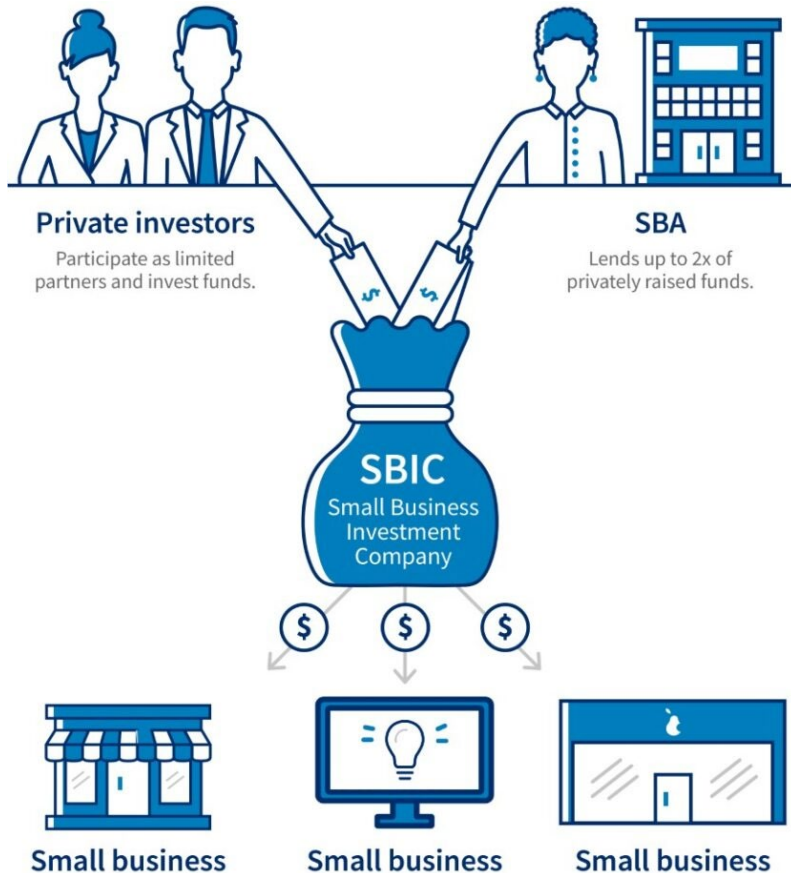 Private investors
Participate as limited
partners and invest funds.
SBA
Lends up to 2x of
privately raised funds.
$
$
SBIC
Small Business
Investment
Company
$
$
$
Small business
Small business
Small business